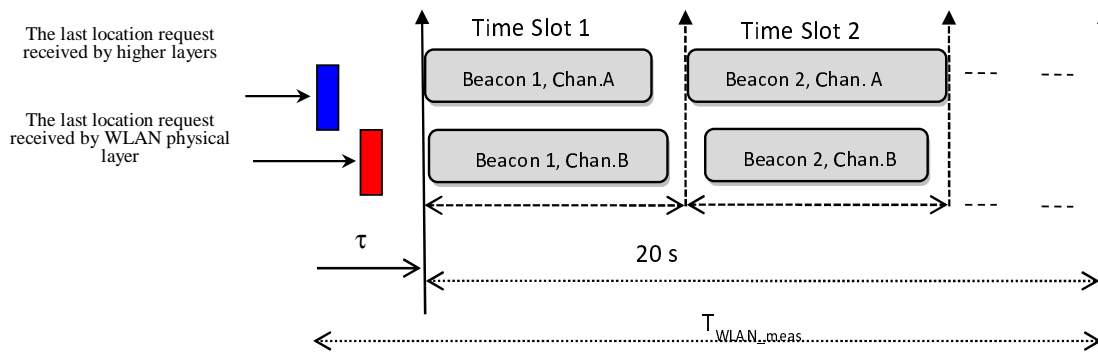 The last location request
received by higher layers
The last location request
received by WLAN physical
layer
Time Slot 1
Time Slot 2
Beacon 1, Chan.A
Beacon 2, Chan. A
Beacon 1, Chan.B
Beacon 2, Chan.B
τ
20 s
T WLAN_meas